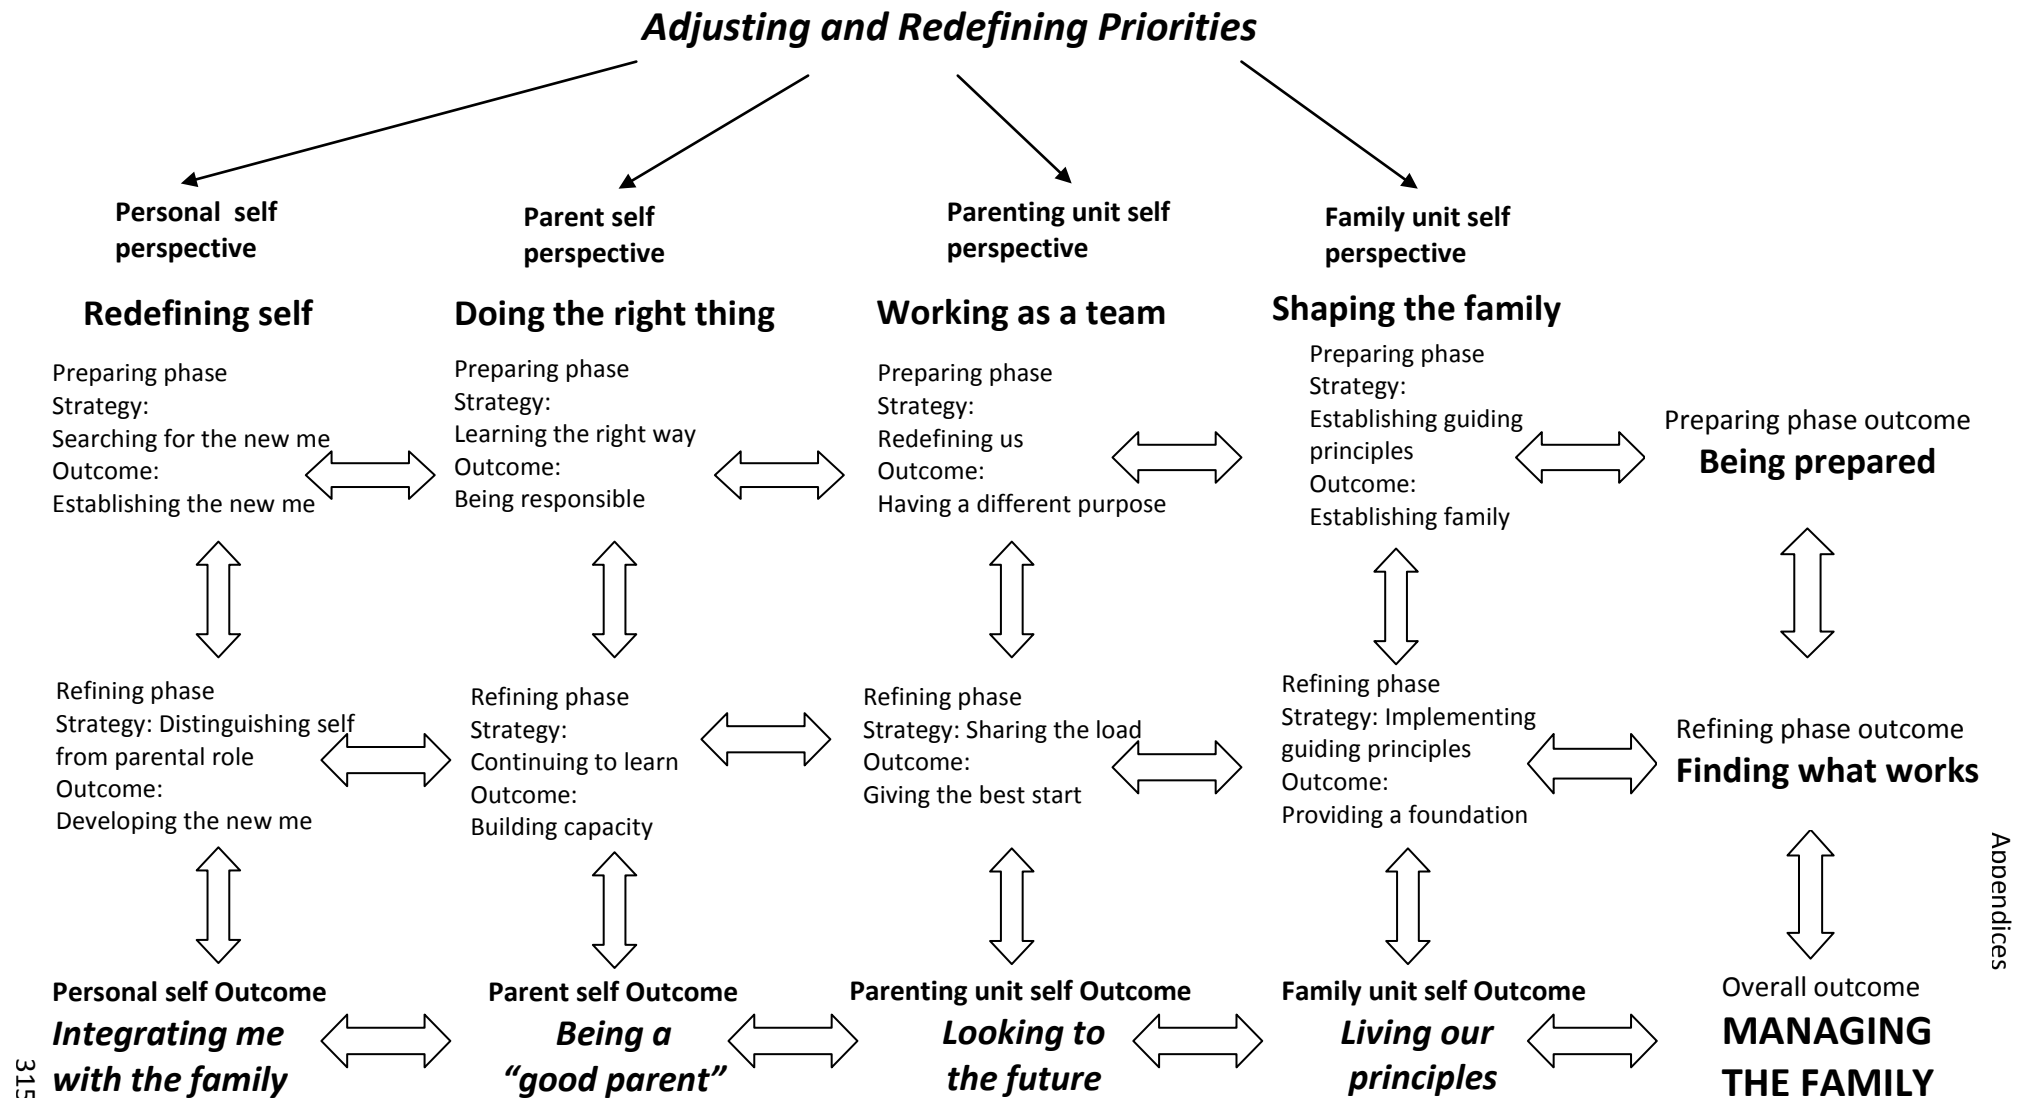 Adjusting and Redefining Priorities
Personal self
perspective
Redefining self
Preparing phase
Strategy:
Searching for the new me
Outcome:
Establishing the new me
Refining phase
Strategy: Distinguishing self
from parental role
Outcome:
Developing the new me
Personal self Outcome
Integrating me
with the family
Parent self
perspective
Doing the right thing
Preparing phase
Strategy:
Learning the right way
Outcome:
Being responsible
Refining phase
Strategy:
Continuing to learn
Outcome:
Building capacity
Parent self Outcome
Being a
“good parent”
Parenting unit self
perspective
Working as a team
Preparing phase
Strategy:
Redefining us
Outcome:
Having a different purpose
Refining phase
Strategy: Sharing the load
Outcome:
Giving the best start
Parenting unit self Outcome
Looking to
the future
Family unit self
perspective
Shaping the family
Preparing phase
Strategy:
Establishing guiding
principles
Outcome:
Establishing family
Refining phase
Strategy: Implementing
guiding principles
Outcome:
Providing a foundation
Family unit self Outcome
Living our
principles
Preparing phase outcome
Being prepared
Refining phase outcome
Finding what works
Overall outcome
MANAGING
THE FAMILY
Appendices
315